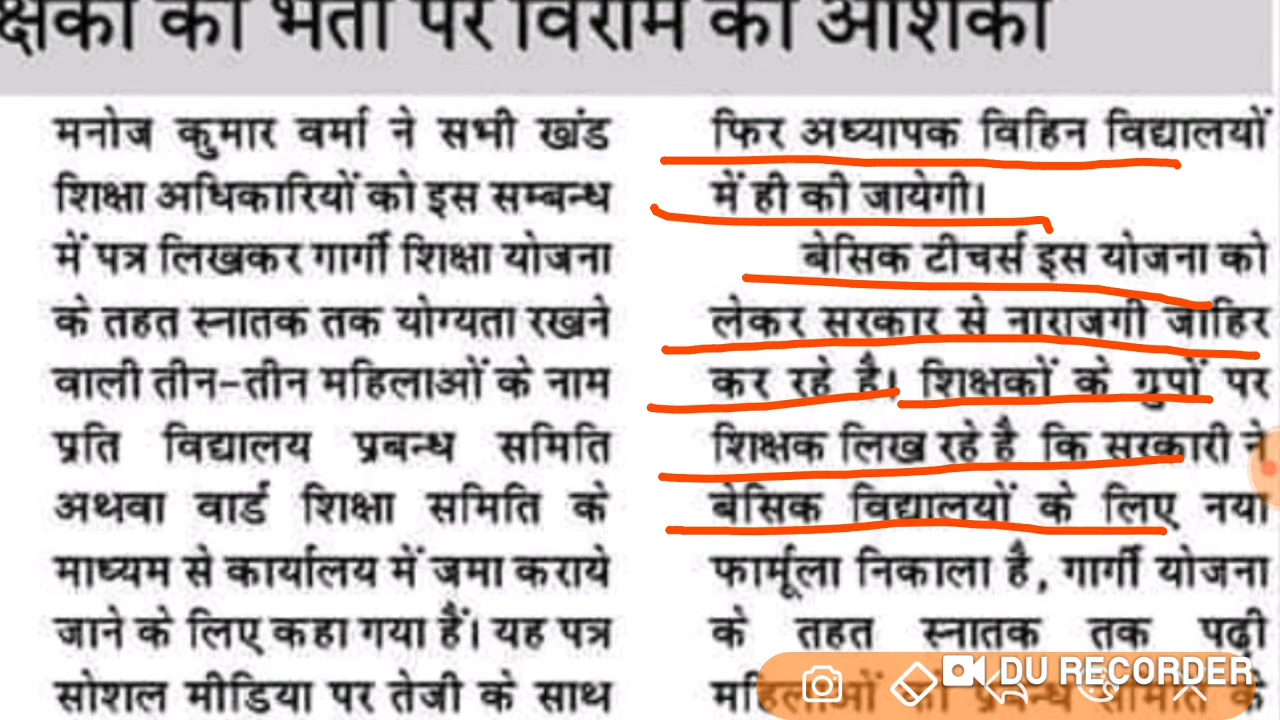 पर विराम की आशंका
मनोज कुमार वर्मा ने सभी खंड
शिक्षा अधिकारियों को इस सम्बन्ध
में पत्र लिखकर गार्गी शिक्षा योजना
के तहत स्नातक तक योग्यता रखने
वाली तीन-तीन महिलाओं के नाम
प्रति विद्यालय प्रबन्ध समिति
अथवा वार्ड शिक्षा समिति के
माध्यम से कार्यालय में जमा कराये
जाने के लिए कहा गया हैं। यह पत्र
सोशल मीडिया पर तेजी के साथ
फिर अध्यापक विहिन विद्यालयों
में ही की जायेगी।
बेसिक टीचर्स इस योजना को
लेकर सरकार से नाराजगी जाहिर
कर रहे है। शिक्षकों के ग्रुपों पर
शिक्षक लिख रहे है कि सरकारी ने
बेसिक विद्यालयों के लिए नया
फार्मूला निकाला है, गार्गी योजना
के तहत स्नातक तक पढ़ी
DU RECORDER